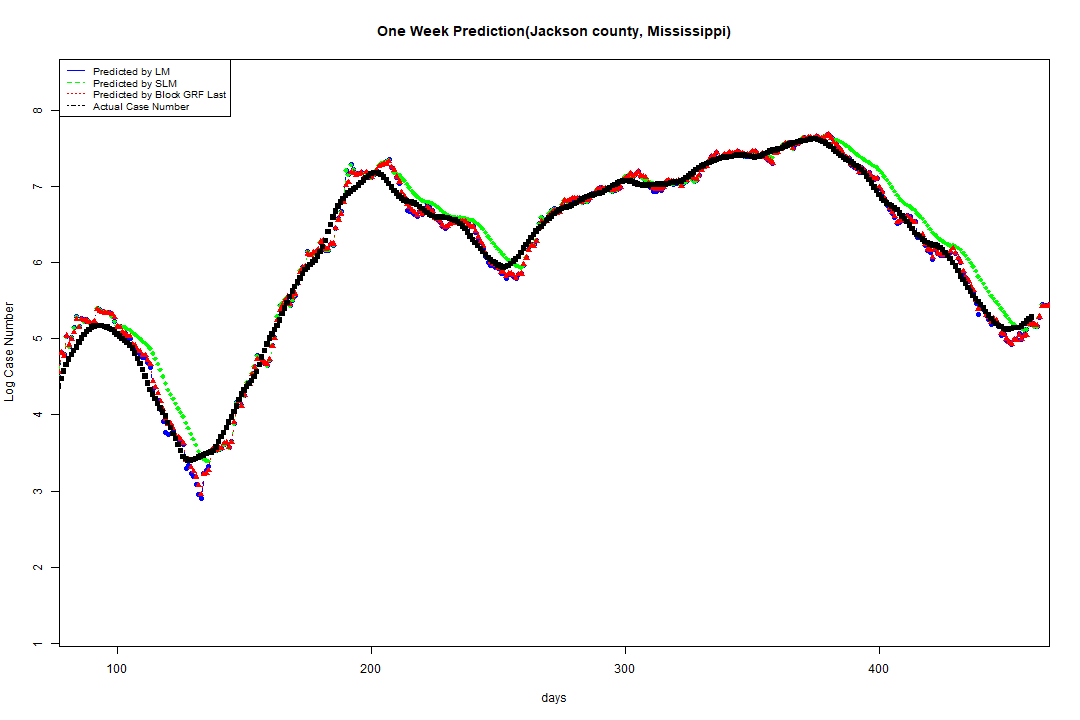 One Week Prediction(Jackson county, Mississippi)
Predicted by LM
Predicted by SLM
Predicted by Block GRF Last
Actual Case Number
8
7
6
5
4
3
2
1
Log Case Number
100 200 300 400
days